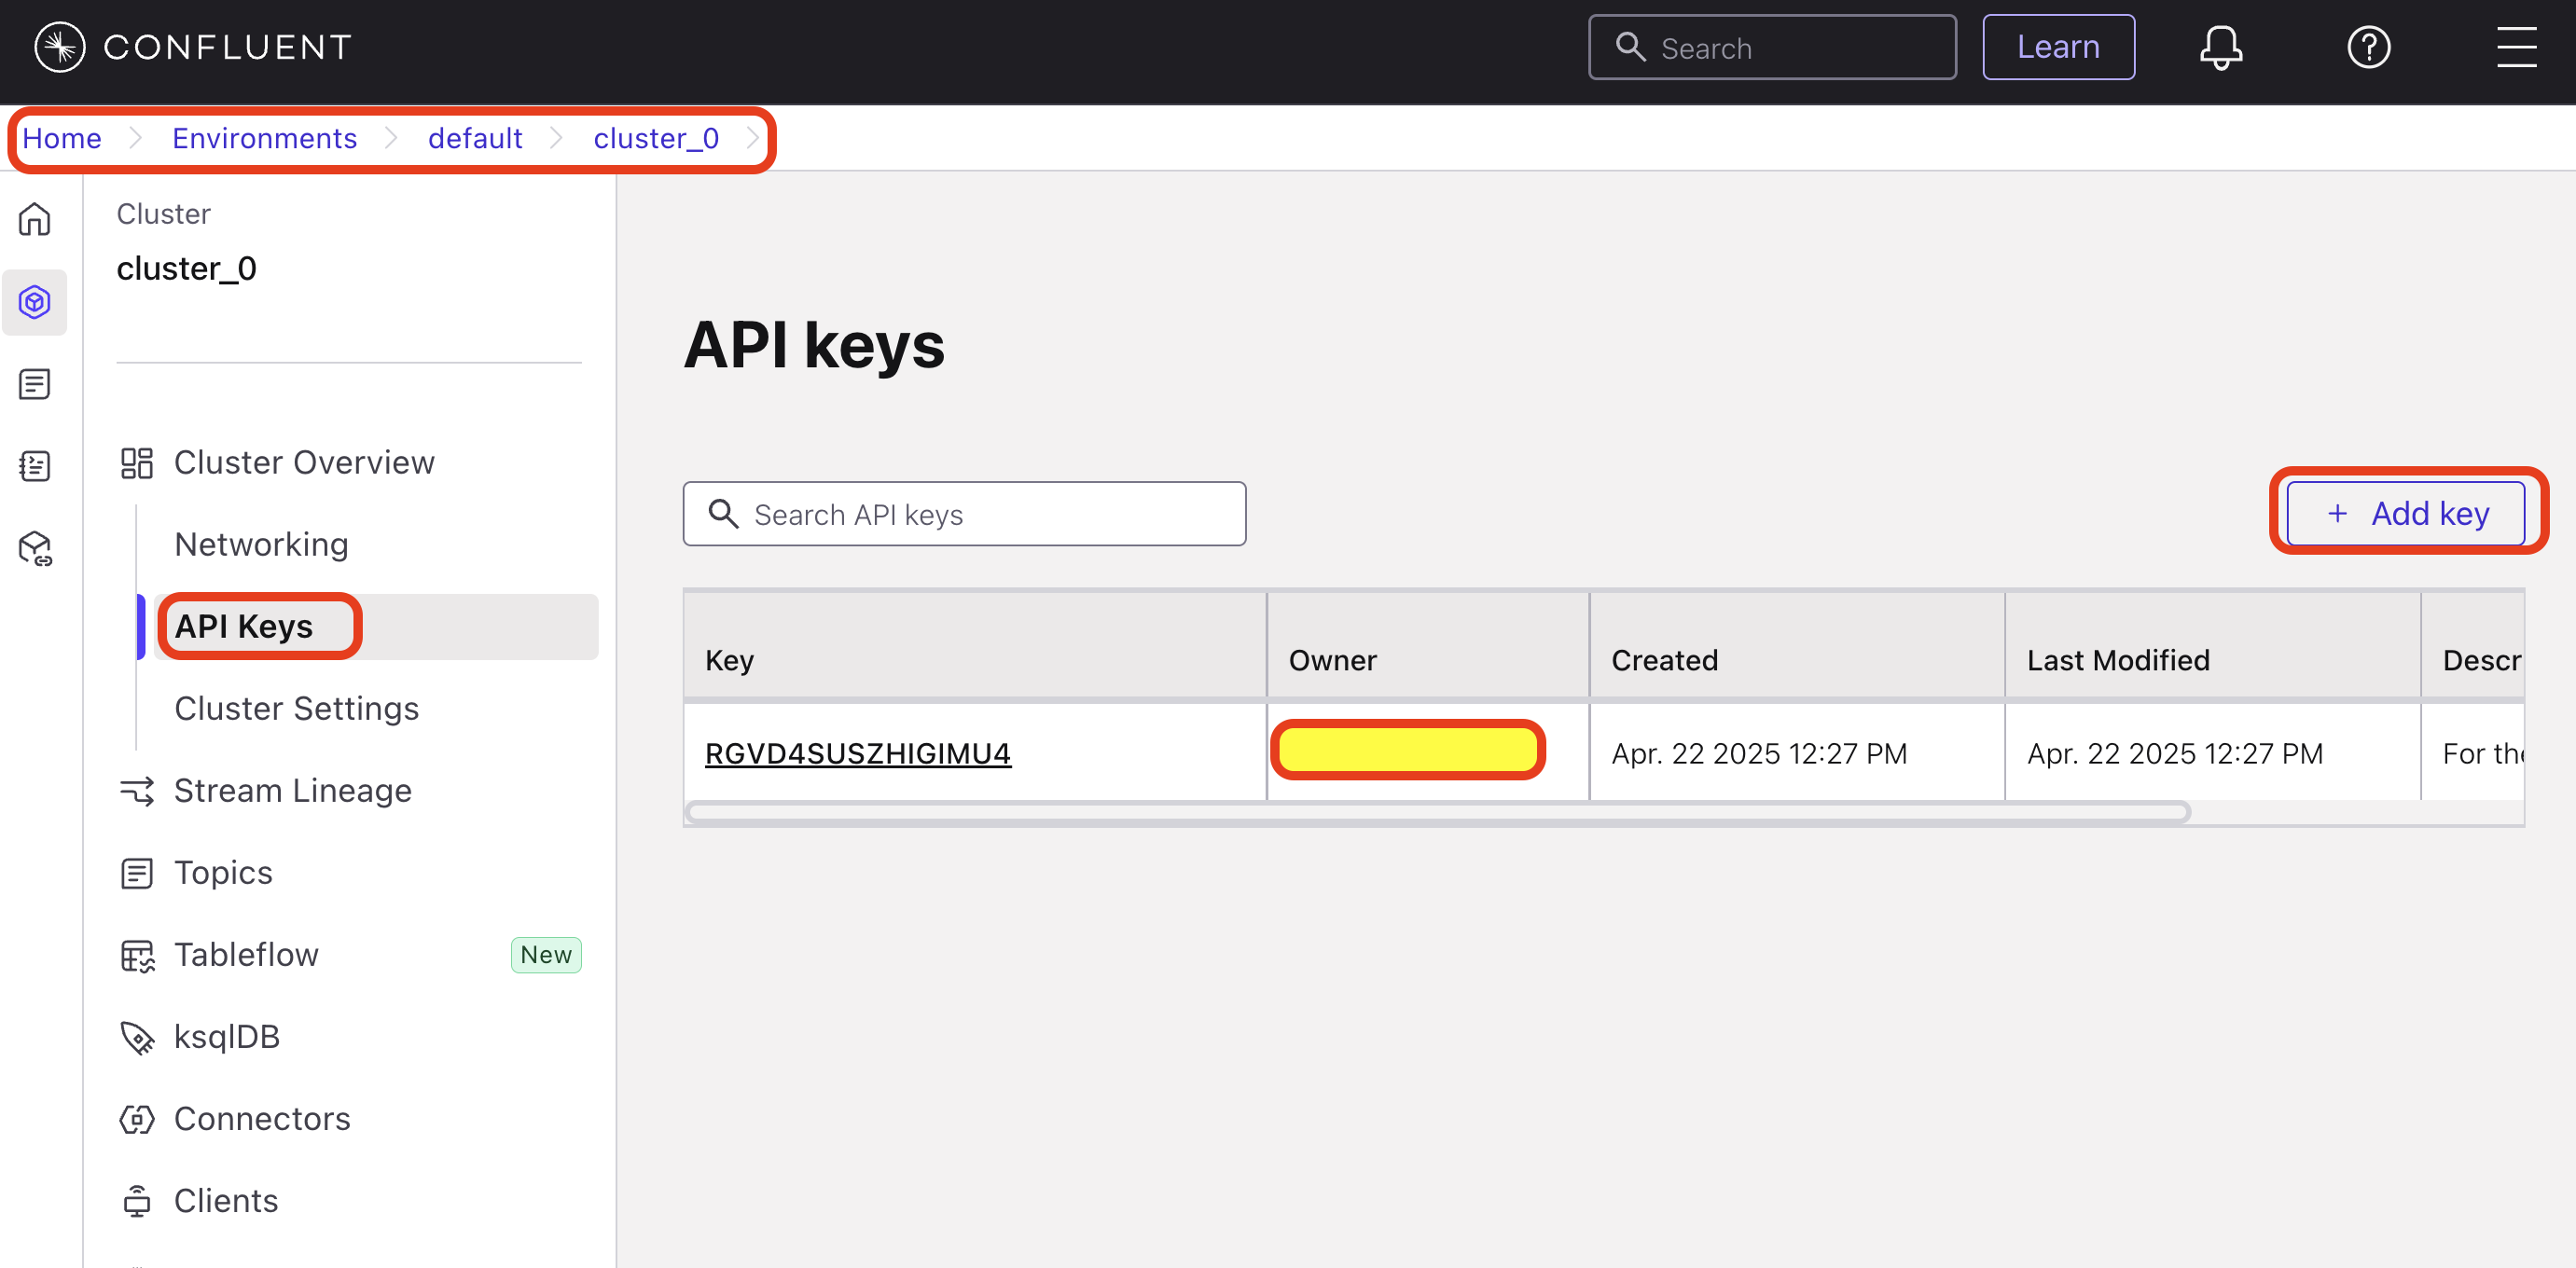 CONFLUENT
Search
Learn
Home
Environments
default
cluster_0
Cluster
cluster_0
Cluster Overview
Networking
API Keys
Cluster Settings
Stream Lineage
Topics
Tableflow
New
ksqlDB
Connectors
Clients
API keys
Search API keys
+ Add key
Key Owner Created Last Modified Descr
RGVD4SUSZHIGIMU4 Apr. 22 2025 12:27 PM Apr. 22 2025 12:27 PM For the